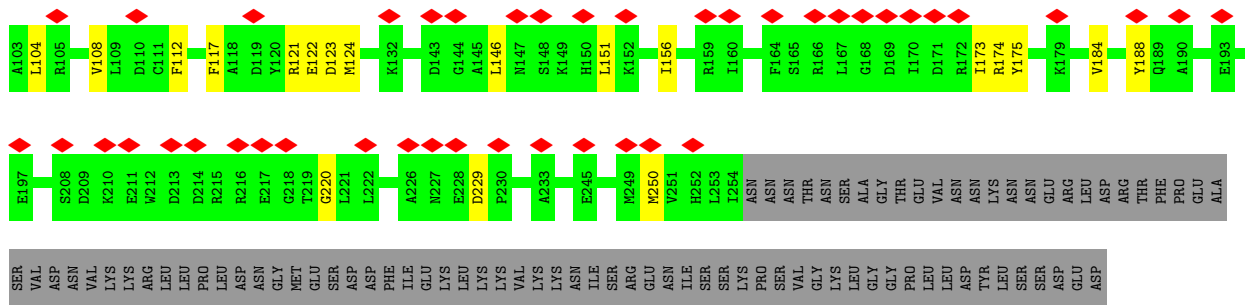 A103 L104 R105 V108 L109 D110 C111 F112 F117 A118 D119 Y120 R121 E122 D123 M124 K132 D143 G144 A145 L146 N147 S148 K149 H150 L151 K152 I156 R159 I160 F164 S165 R166 L167 G168 D169 I170 D171 R172 I173 R174 Y175 K179 V184 Y188 Q189 A190 E193
E197 S208 D209 K210 E211 W212 D213 D214 R215 R216 E217 G218 T219 G220 L221 L222 A226 N227 E228 D229 P230 A233 E245 M249 M250 V251 H252 L253 I254 ASN ASN ASN THR ASN SER ALA GLY THR GLU VAL ASN ASN LYS ASN ASN GLU ARG LEU ASP ARG THR PHE PRO GLU ALA
SER VAL ASP ASN VAL LYS LYS ARG LEU LEU PRO LEU ASP ASN GLY MET GLU SER ASP ASP PHE ILE GLU LYS LEU LYS LYS VAL LYS LYS ASN ILE SER ARG GLU ASN ILE SER SER LYS PRO SER VAL GLY LYS LEU GLY GLY PRO LEU LEU ASP TYR LEU SER SER ASP GLU ASP